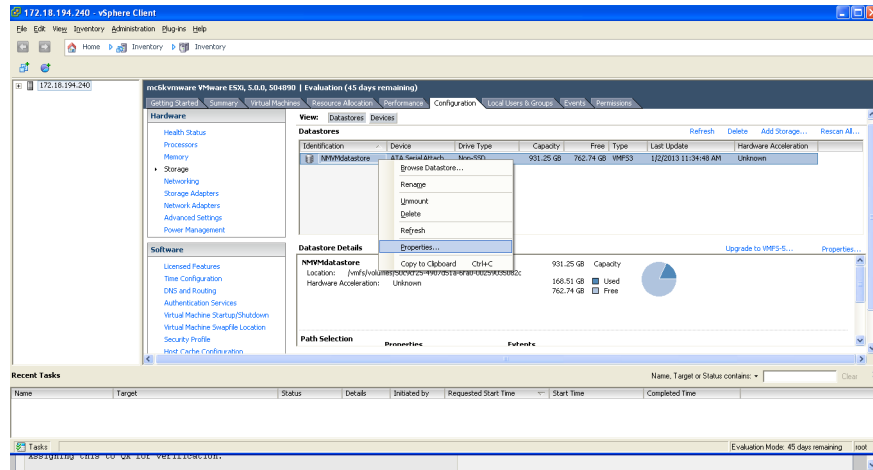 172.18.194.240 - vSphere Client
File Edit View Inventory Administration Plug-ins Help
Home Inventory Inventory
172.18.194.240
mc6kvmware VMware ESXi, 5.0.0, 504890 | Evaluation (45 days remaining)
Getting Started Summary Virtual Machines Resource Allocation Performance Configuration Local Users & Groups Events Permissions
Hardware
Health Status
Processors
Memory
Storage
Networking
Storage Adapters
Network Adapters
Advanced Settings
Power Management
Software
Licensed Features
Time Configuration
DNS and Routing
Authentication Services
Virtual Machine Startup/Shutdown
Virtual Machine Swapfile Location
Security Profile
Host Cache Configuration
View: Datastores Devices
Datastores Refresh Delete Add Storage... Rescan All...
Identification Device Drive Type Capacity Free Type Last Update Hardware Acceleration
NMVMdatastore ATA Serial Attach Non-SSD 931.25 GB 762.74 GB VMFS3 1/2/2013 11:34:48 AM Unknown
Browse Datastore...
Rename
Unmount
Delete
Refresh
Properties...
Copy to Clipboard Ctrl+C
Datastore Details Upgrade to VMFS-5... Properties...
NMVMdatastore 931.25 GB Capacity
Location:
Hardware Acceleration: Unknown
168.51 GB Used
762.74 GB Free
Path Selection
Properties Extents
Recent Tasks Name, Target or Status contains: Clear
Name Target Status Details Initiated by Requested Start Time Start Time Completed Time
Tasks Evaluation Mode: 45 days remaining root
Assigning this to QA for verification.